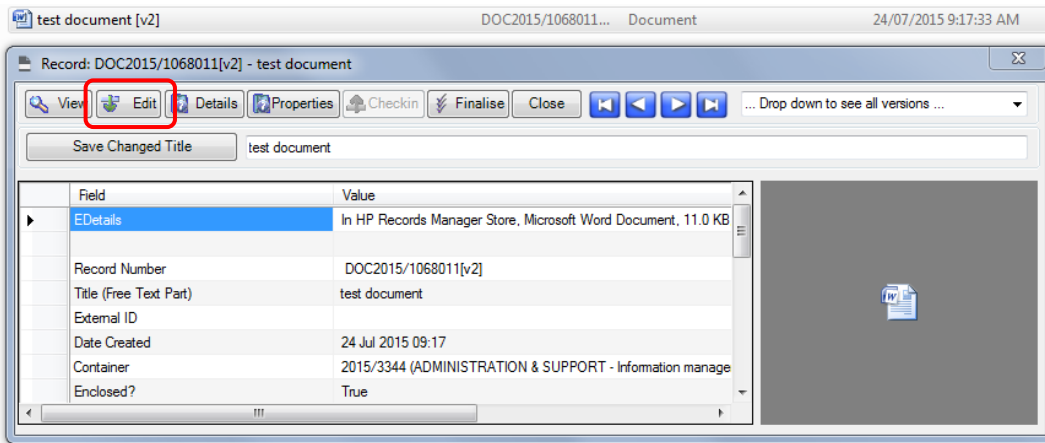 test document [v2] DOC2015/1068011... Document 24/07/2015 9:17:33 AM
Record: DOC2015/1068011[v2] - test document
View Edit Details Properties Checkin Finalise Close ... Drop down to see all versions ...
Save Changed Title test document
Field Value
EDetails In HP Records Manager Store, Microsoft Word Document, 11.0 KB
Record Number DOC2015/1068011[v2]
Title (Free Text Part) test document
External ID
Date Created 24 Jul 2015 09:17
Container 2015/3344 (ADMINISTRATION & SUPPORT - Information manage
Enclosed? True